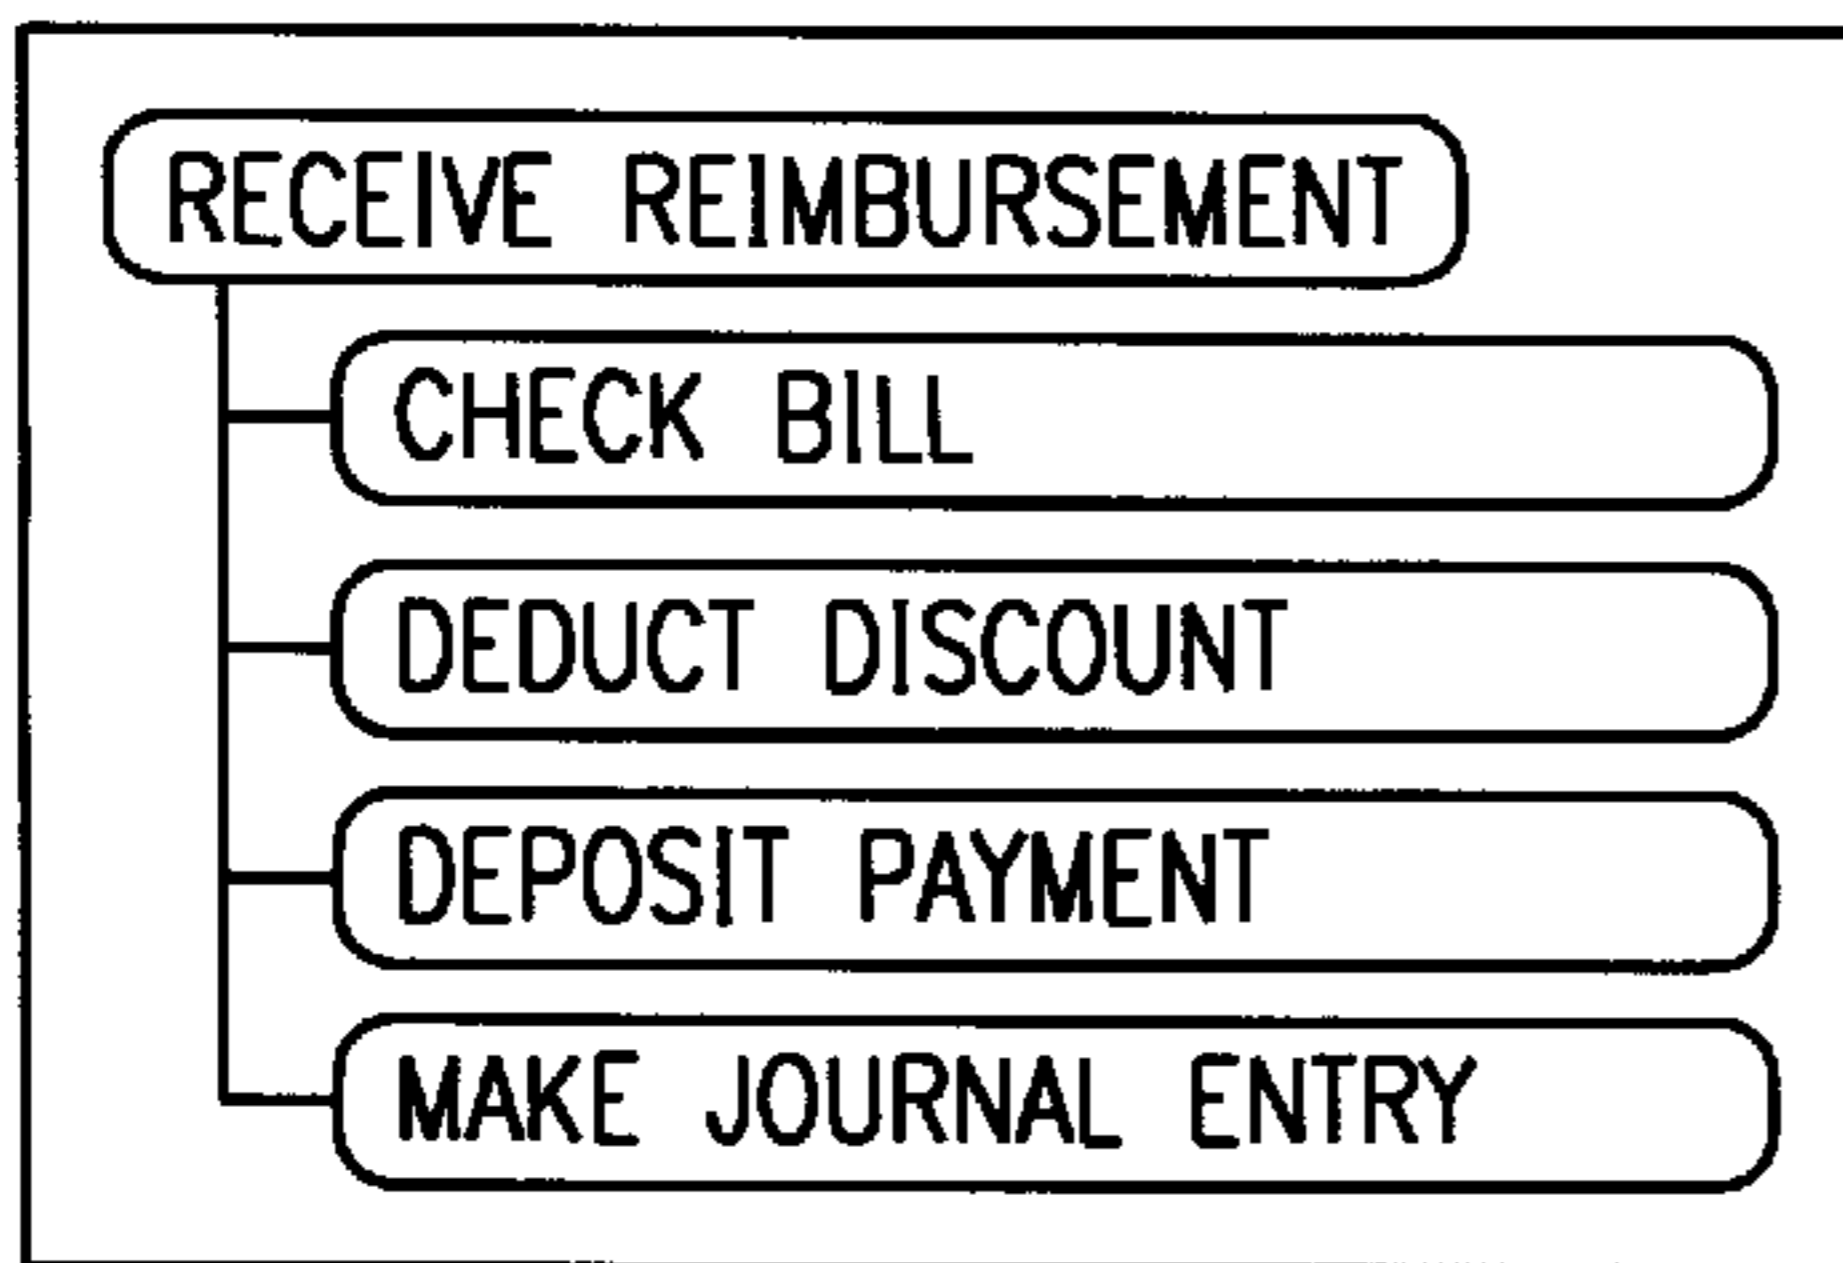 RECEIVE REIMBURSEMENT
CHECK BILL
DEDUCT DISCOUNT
DEPOSIT PAYMENT
MAKE JOURNAL ENTRY